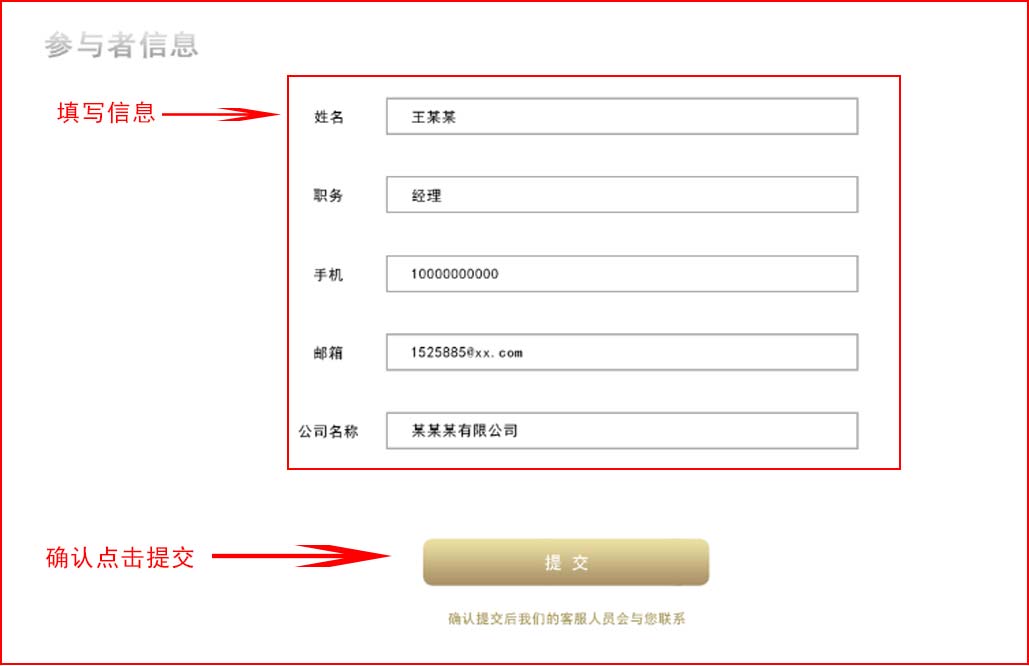 参与者信息
填写信息
姓名 王某某
职务 经理
手机 10000000000
邮箱 1525885@xx.com
公司名称 某某某有限公司
确认点击提交
提 交
确认提交后我们的客服人员会与您联系